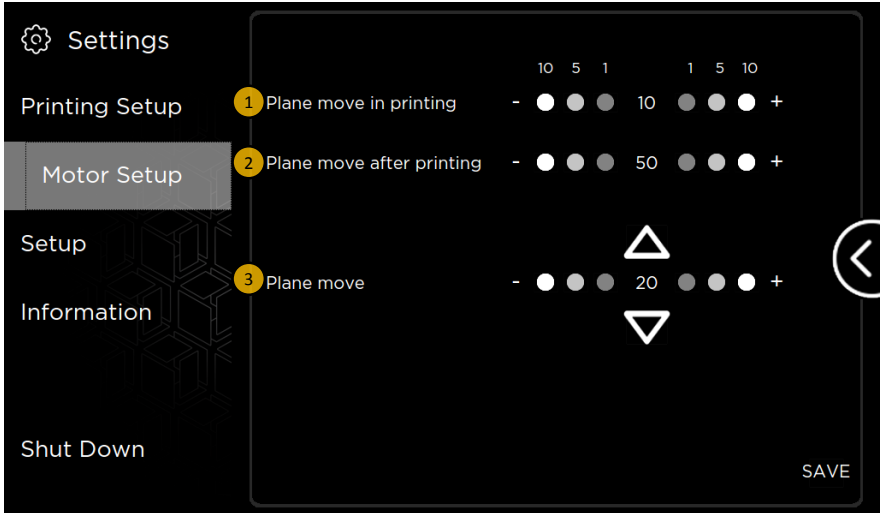 Settings
Printing Setup
Motor Setup
Setup
Information
Shut Down
10 5 1 1 5 10
1 Plane move in printing - 10 +
2 Plane move after printing - 50 +
3 Plane move - 20 +
SAVE